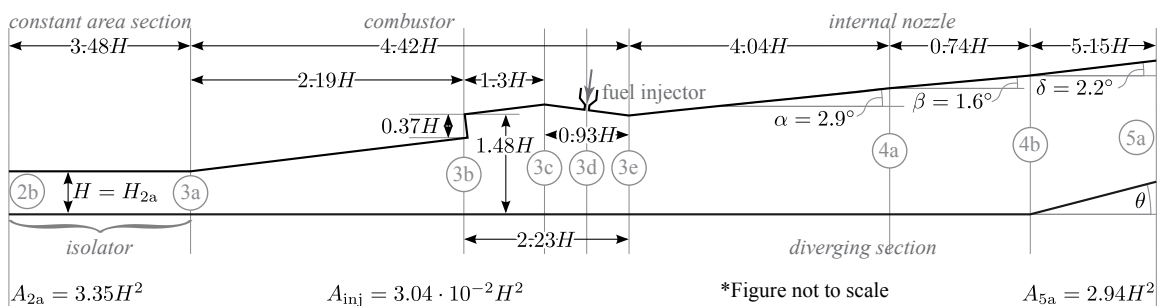 constant area section combustor internal nozzle
3.48H 4.42H 4.04H 0.74H 5.15H
2.19H 1.3H
fuel injector δ = 2.2°
β = 1.6°
α = 2.9°
0.37H
1.48H 0.93H
2b H = H₂ₐ 3a 3b 3c 3d 3e 4a 4b 5a
θ
isolator 2.23H diverging section
A₂ₐ = 3.35H² A_inj = 3.04 · 10⁻²H² *Figure not to scale A₅ₐ = 2.94H²